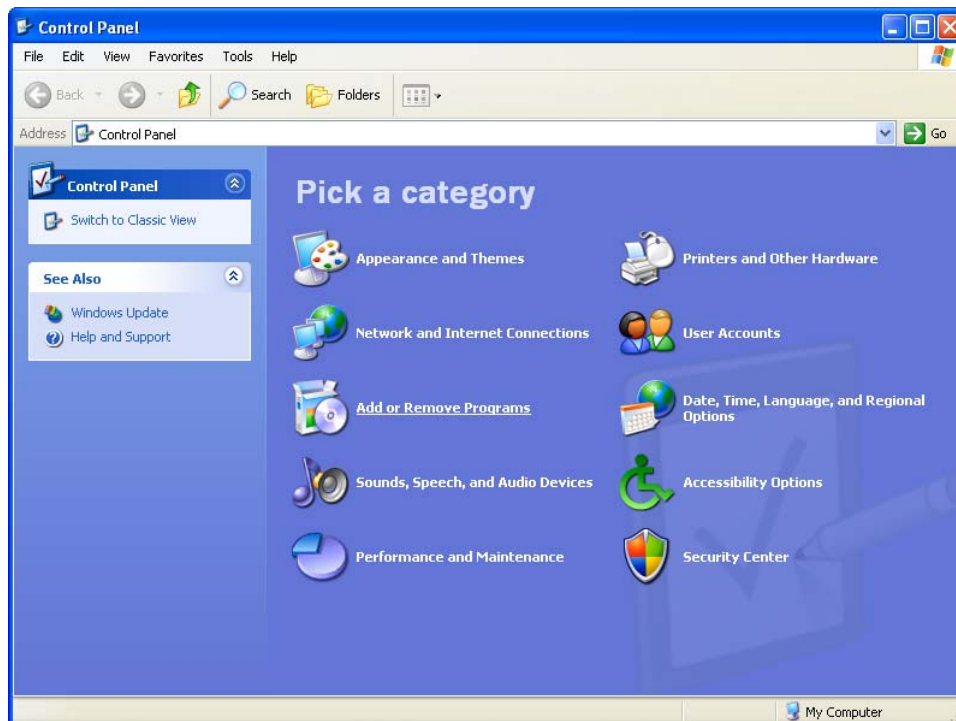 Control Panel
File Edit View Favorites Tools Help
Back Search Folders
Address Control Panel Go
Control Panel
Switch to Classic View
See Also
Windows Update
Help and Support
Pick a category
Appearance and Themes
Printers and Other Hardware
Network and Internet Connections
User Accounts
Add or Remove Programs
Date, Time, Language, and Regional
Options
Sounds, Speech, and Audio Devices
Accessibility Options
Performance and Maintenance
Security Center
My Computer